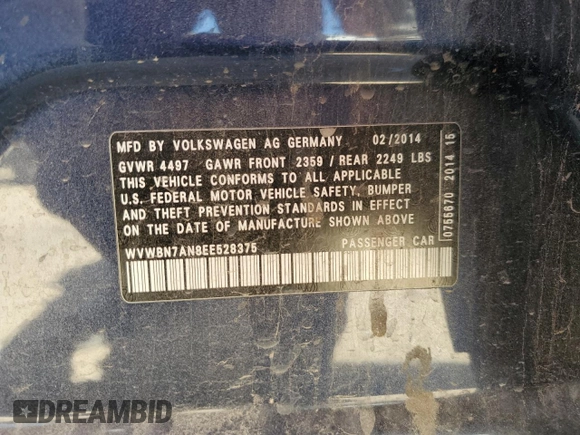 MFD BY VOLKSWAGEN AG GERMANY 02/2014
GVWR 4497 GAWR FRONT 2359 / REAR 2249 LBS
THIS VEHICLE CONFORMS TO ALL APPLICABLE
U.S. FEDERAL MOTOR VEHICLE SAFETY, BUMPER
AND THEFT PREVENTION STANDARDS IN EFFECT
ON THE DATE OF MANUFACTURE SHOWN ABOVE
WVWBN7AN8EE528375 PASSENGER CAR
0755670 2014 15
DREAMBID